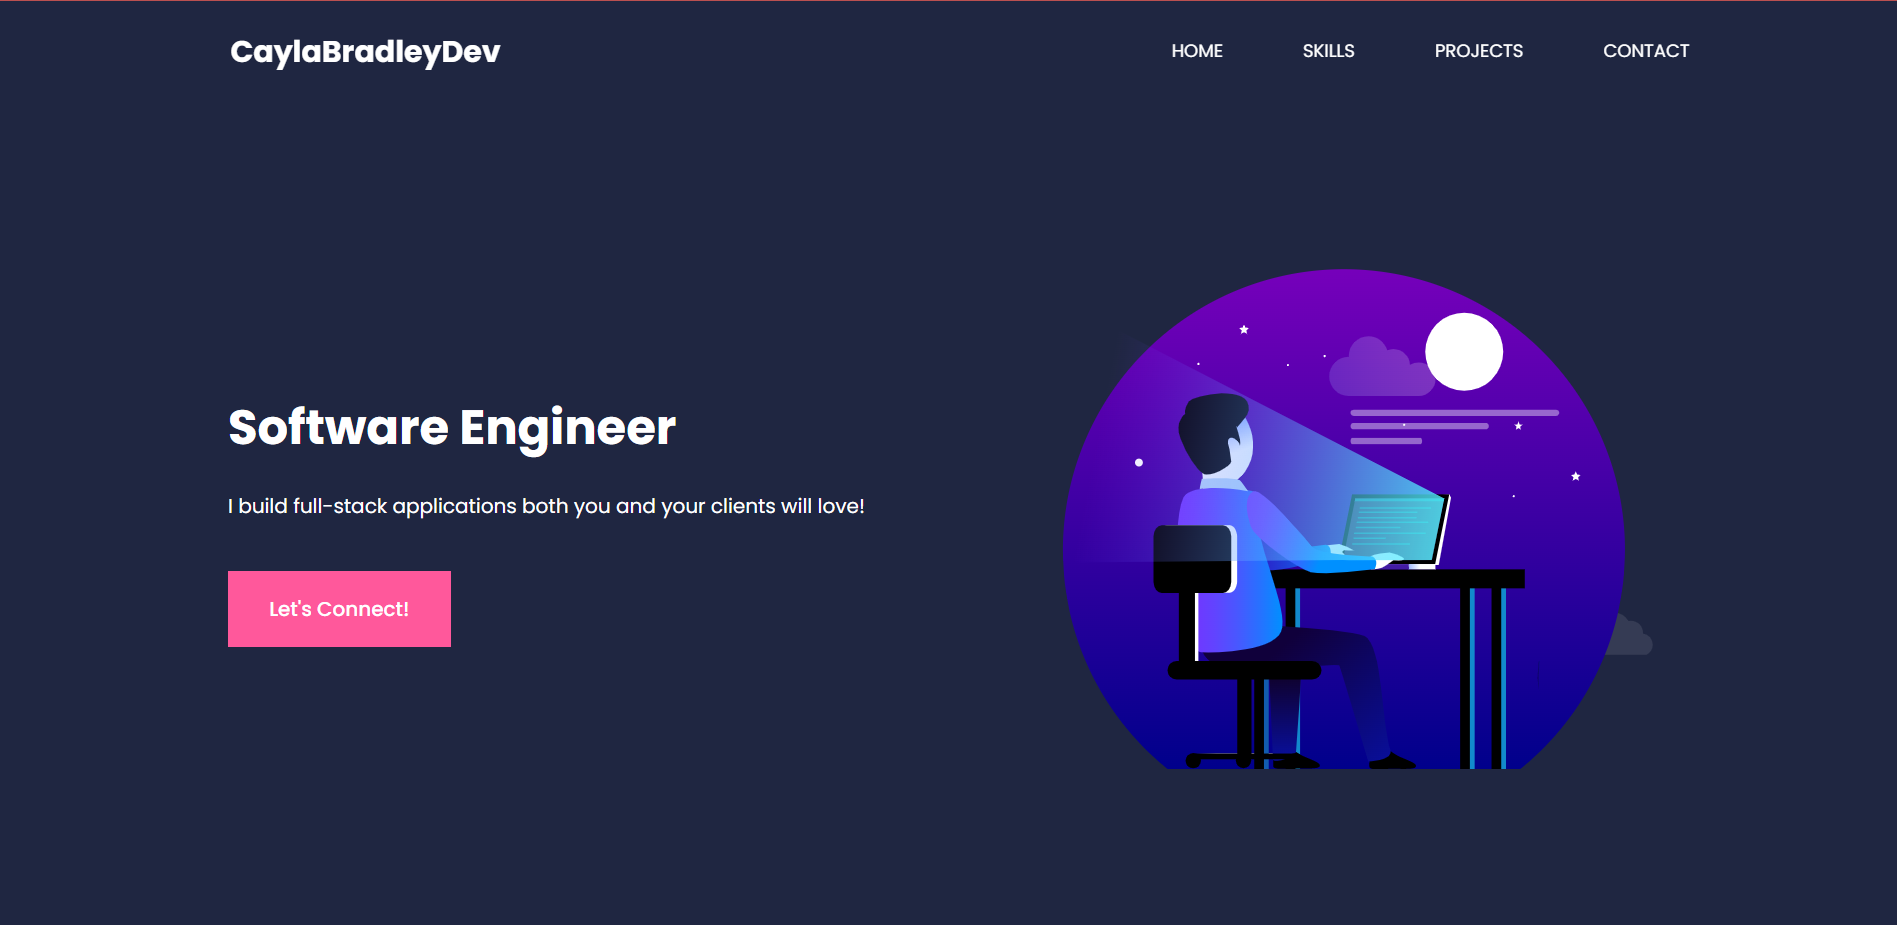 CaylaBradleyDev
HOME SKILLS PROJECTS CONTACT
Software Engineer
I build full-stack applications both you and your clients will love!
Let's Connect!